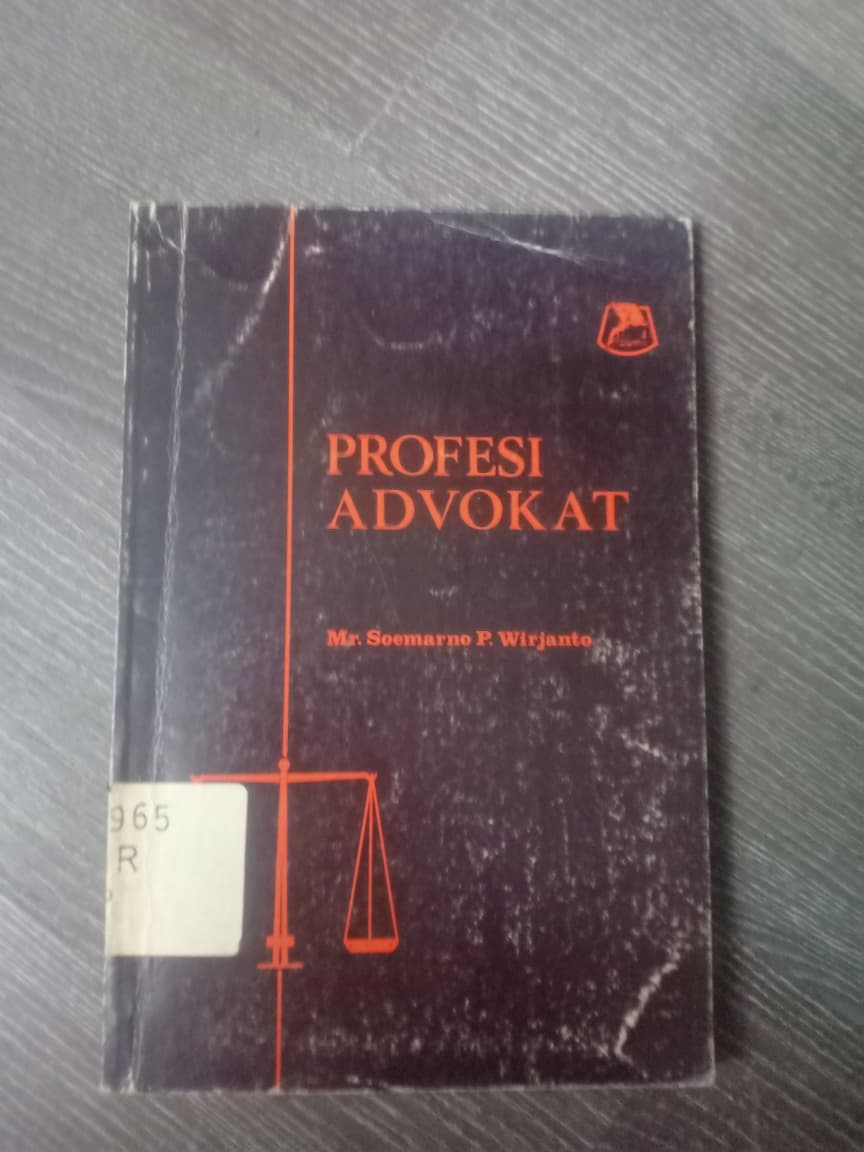 PROFESI
ADVOKAT
Mr. Soemarno P. Wirjanto
965
R